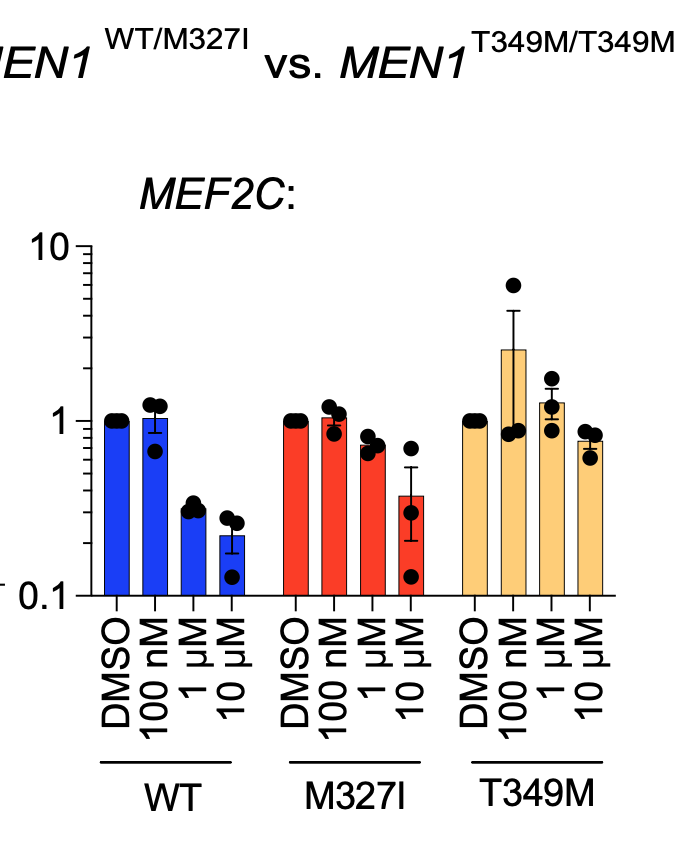 EN1 WT/M327I vs. MEN1 T349M/T349M
MEF2C:
10
1
0.1
DMSO
100 nM
1 µM
10 µM
DMSO
100 nM
1 µM
10 µM
DMSO
100 nM
1 µM
10 µM
WT
M327I
T349M